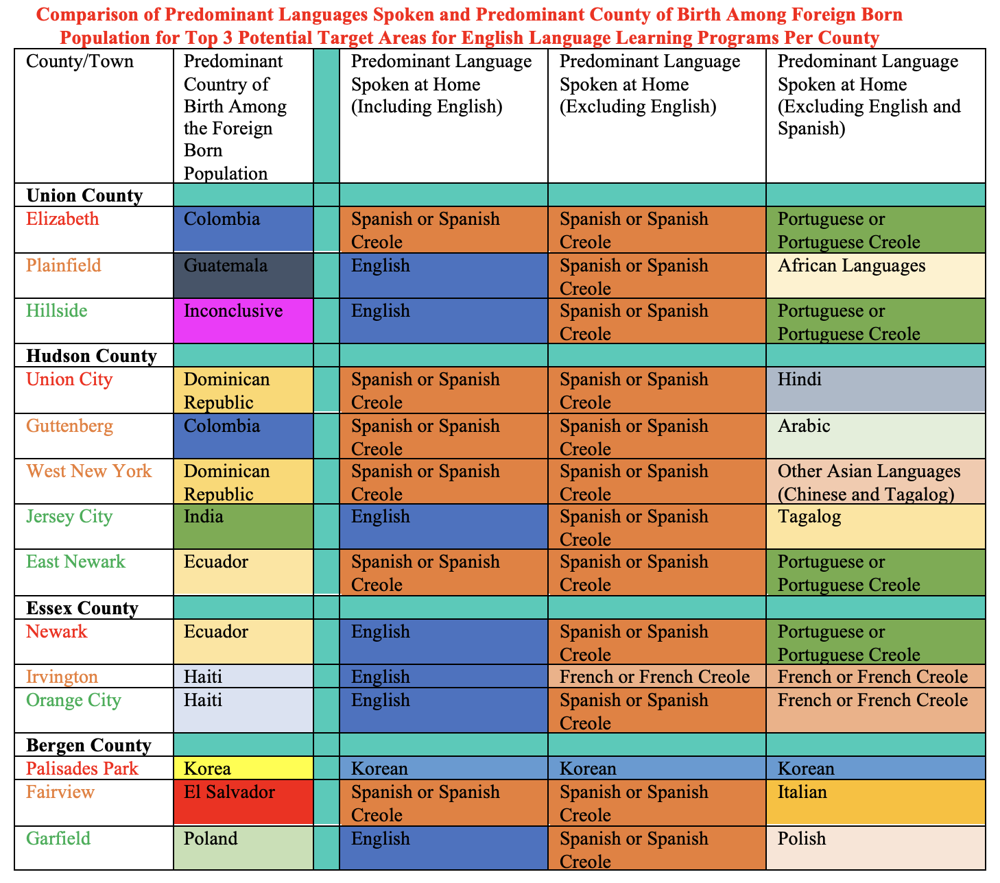 Comparison of Predominant Languages Spoken and Predominant County of Birth Among Foreign Born
Population for Top 3 Potential Target Areas for English Language Learning Programs Per County
County/Town
Predominant
Country of
Birth Among
the Foreign
Born
Population
Predominant Language
Spoken at Home
(Including English)
Predominant Language
Spoken at Home
(Excluding English)
Predominant Language
Spoken at Home
(Excluding English and
Spanish)
Union County
Elizabeth
Colombia
Spanish or Spanish
Creole
Spanish or Spanish
Creole
Portuguese or
Portuguese Creole
Plainfield
Guatemala
English
Spanish or Spanish
Creole
African Languages
Hillside
Inconclusive
English
Spanish or Spanish
Creole
Portuguese or
Portuguese Creole
Hudson County
Union City
Dominican
Republic
Spanish or Spanish
Creole
Spanish or Spanish
Creole
Hindi
Guttenberg
Colombia
Spanish or Spanish
Creole
Spanish or Spanish
Creole
Arabic
West New York
Dominican
Republic
Spanish or Spanish
Creole
Spanish or Spanish
Creole
Other Asian Languages
(Chinese and Tagalog)
Jersey City
India
English
Spanish or Spanish
Creole
Tagalog
East Newark
Ecuador
Spanish or Spanish
Creole
Spanish or Spanish
Creole
Portuguese or
Portuguese Creole
Essex County
Newark
Ecuador
English
Spanish or Spanish
Creole
Portuguese or
Portuguese Creole
Irvington
Haiti
English
French or French Creole
French or French Creole
Orange City
Haiti
English
Spanish or Spanish
Creole
French or French Creole
Bergen County
Palisades Park
Korea
Korean
Korean
Korean
Fairview
El Salvador
Spanish or Spanish
Creole
Spanish or Spanish
Creole
Italian
Garfield
Poland
English
Spanish or Spanish
Creole
Polish